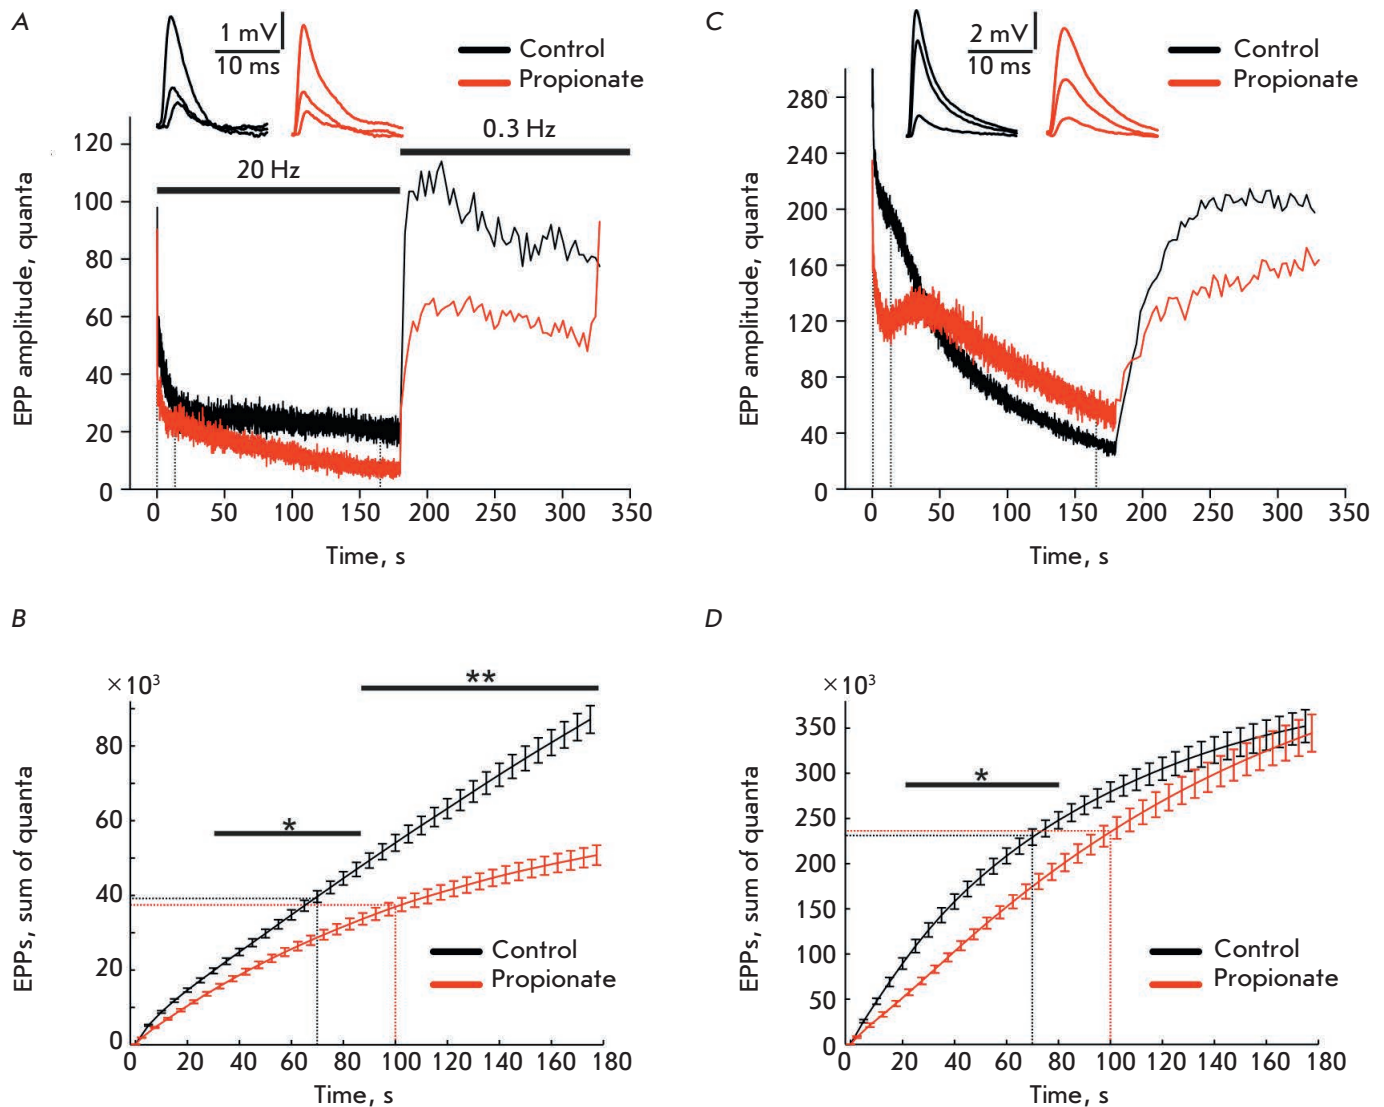 A
1 mV
10 ms
Control
Propionate
0.3 Hz
20 Hz
EPP amplitude, quanta
120
100
80
60
40
20
0
0 50 100 150 200 250 300 350
Time, s
C
2 mV
10 ms
Control
Propionate
EPP amplitude, quanta
280
240
200
160
120
80
40
0
0 50 100 150 200 250 300 350
Time, s
B
×10³
**
*
EPPs, sum of quanta
80
60
40
20
0
Control
Propionate
0 20 40 60 80 100 120 140 160 180
Time, s
D
×10³
*
EPPs, sum of quanta
350
300
250
200
150
100
50
0
Control
Propionate
0 20 40 60 80 100 120 140 160 180
Time, s